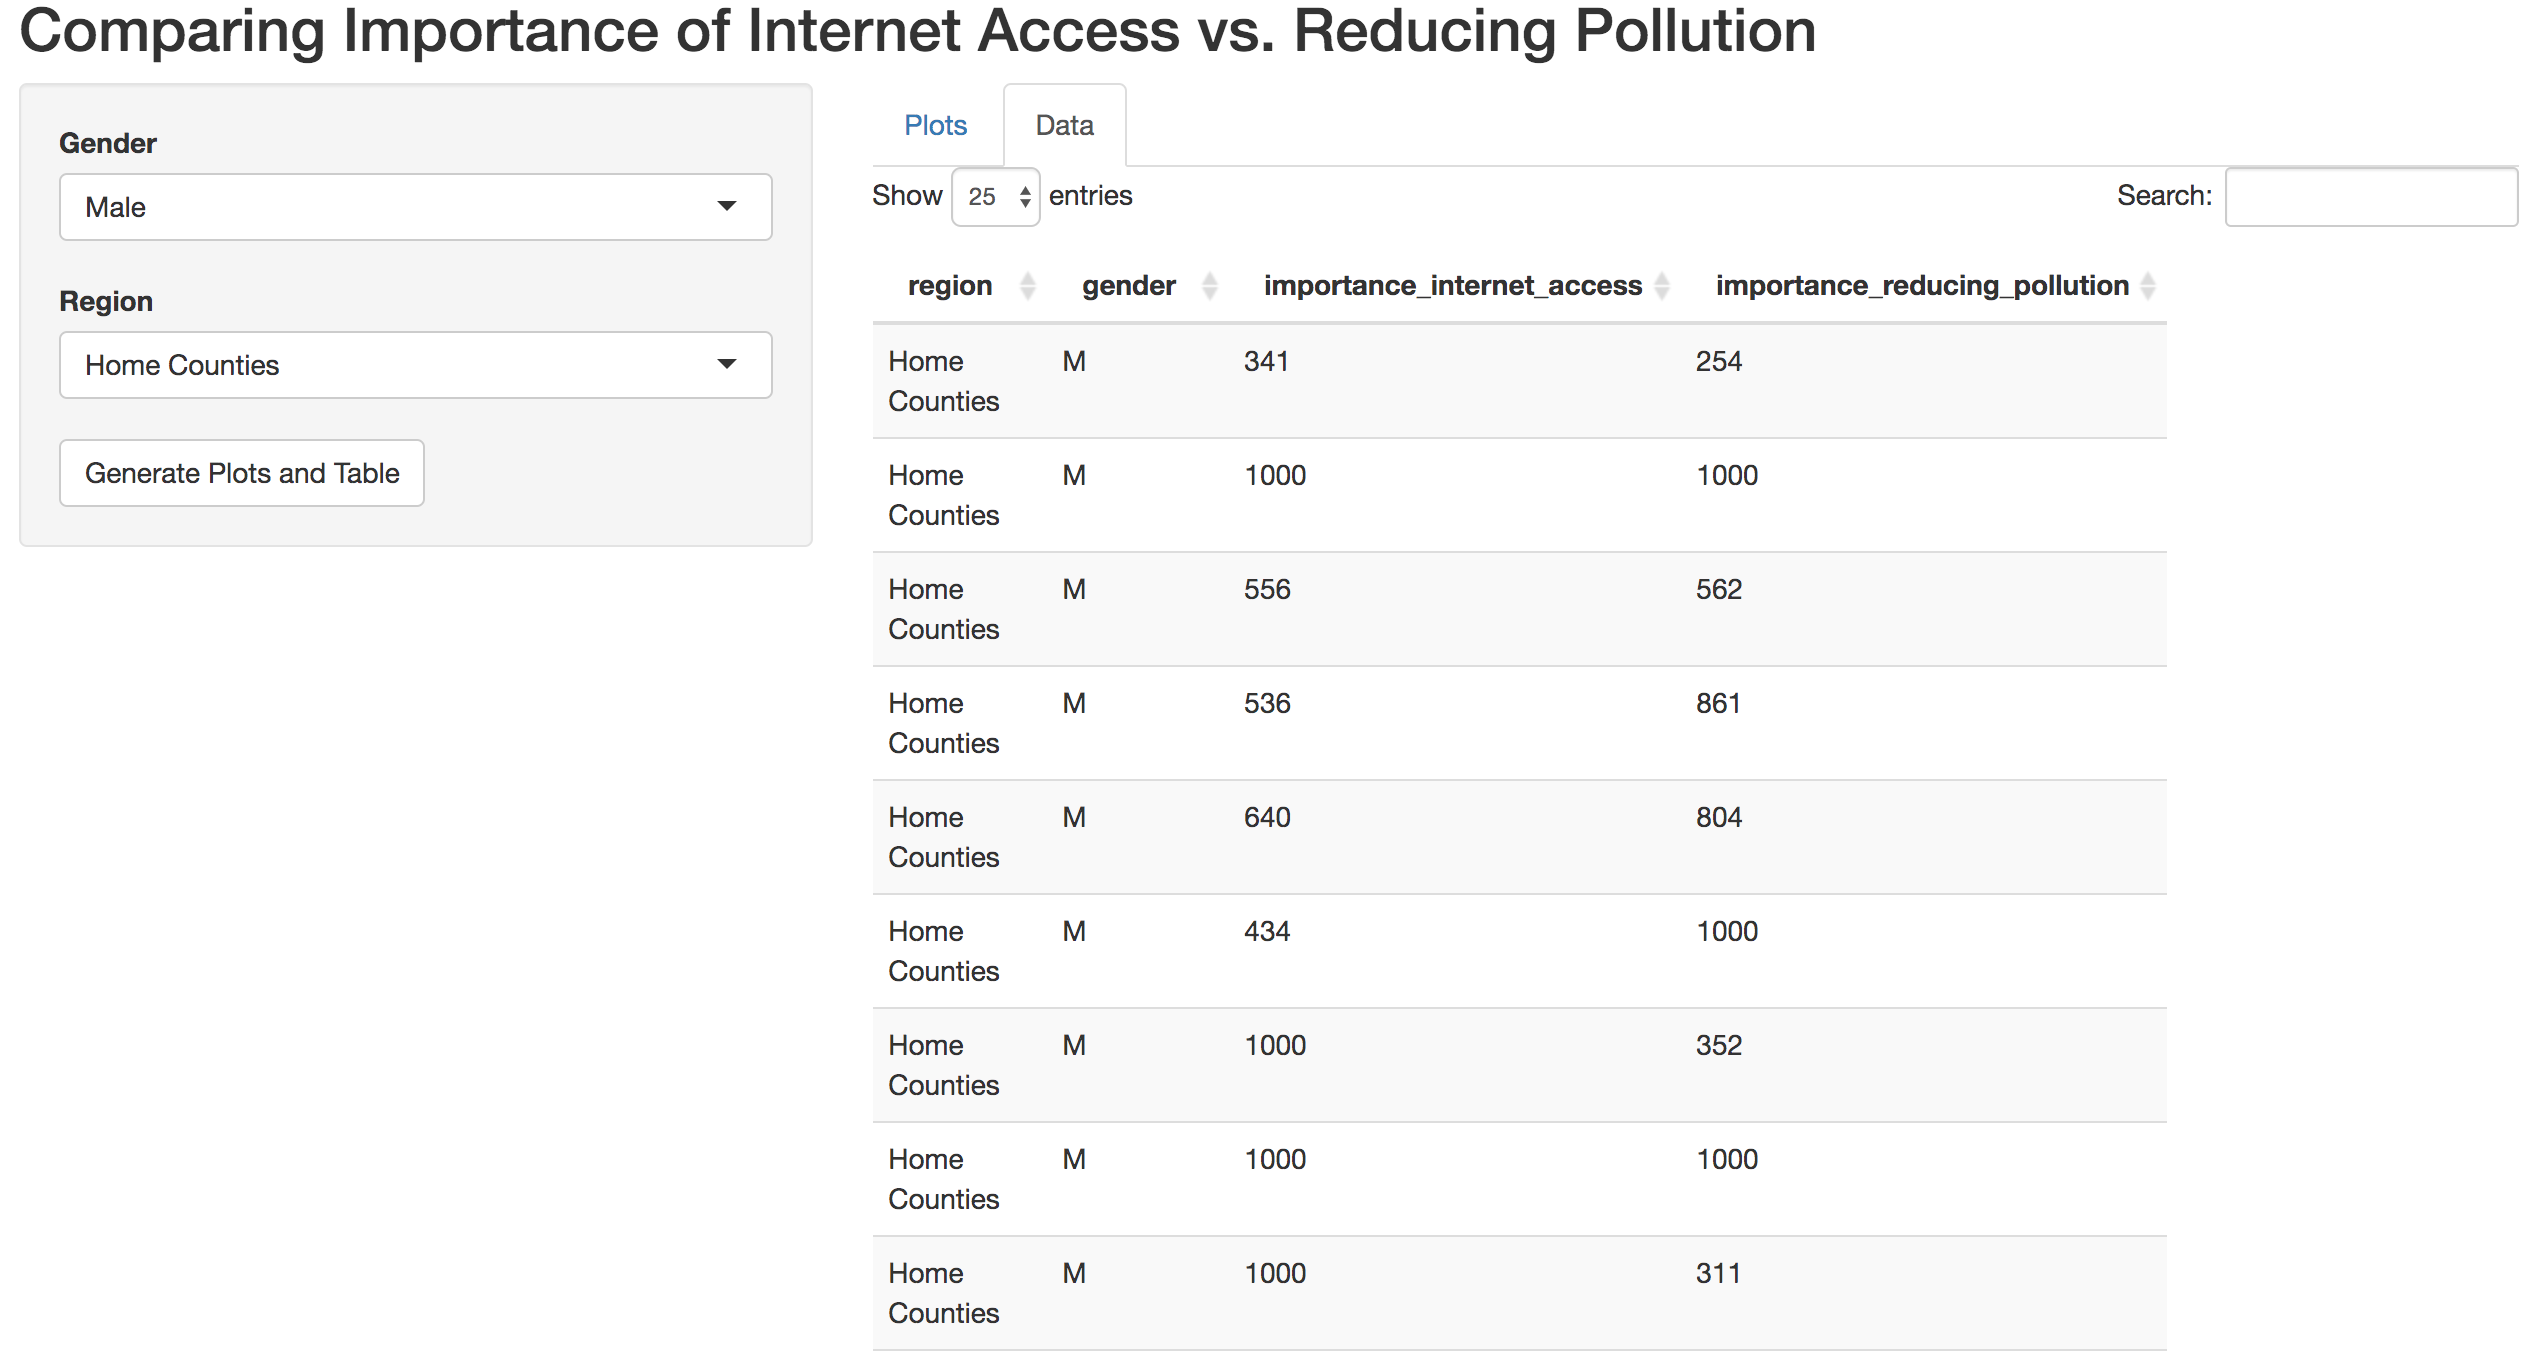 Comparing Importance of Internet Access vs. Reducing Pollution
Gender
Male
Region
Home Counties
Generate Plots and Table
Plots Data
Show 25 entries Search:
region gender importance_internet_access importance_reducing_pollution
Home Counties M 341 254
Home Counties M 1000 1000
Home Counties M 556 562
Home Counties M 536 861
Home Counties M 640 804
Home Counties M 434 1000
Home Counties M 1000 352
Home Counties M 1000 1000
Home Counties M 1000 311